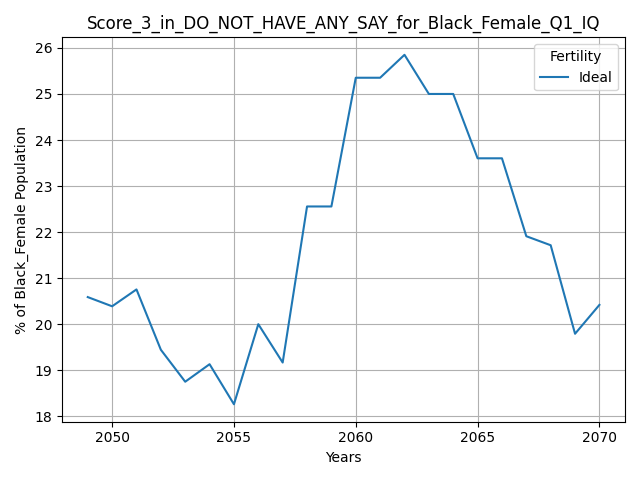 Score_3_in_DO_NOT_HAVE_ANY_SAY_for_Black_Female_Q1_IQ
Fertility
Ideal
% of Black_Female Population
26
25
24
23
22
21
20
19
18
2050
2055
2060
2065
2070
Years